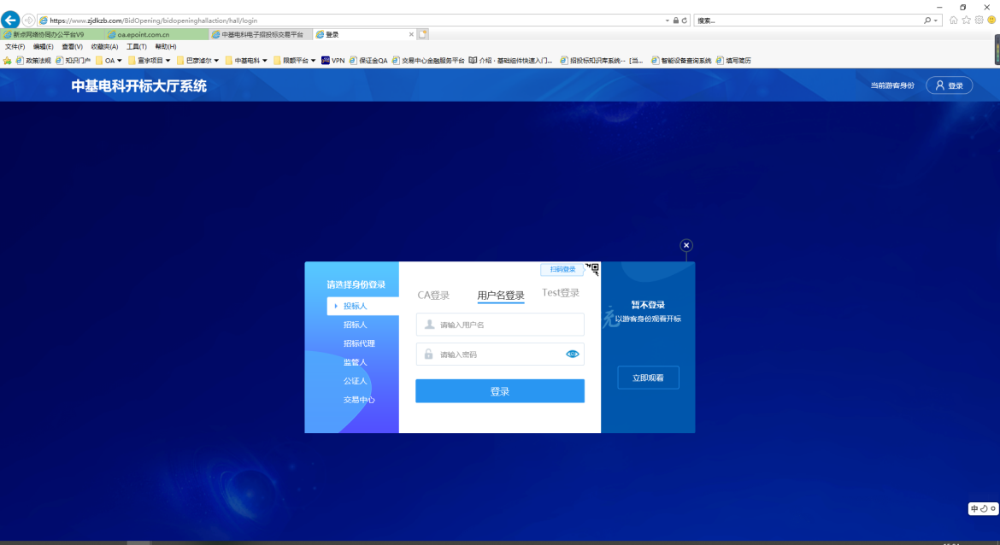 https://www.zjdkzb.com/BidOpening/bidopeninghallaction/hall/login
搜索...
新点网络协同办公平台V9
oa.epoint.com.cn
中基电科电子招投标交易平台
登录
文件(F) 编辑(E) 查看(V) 收藏夹(A) 工具(T) 帮助(H)
政策法规 知识门户 OA 宣宇项目 巴彦淖尔 中基电科 限额平台 VPN 保证金QA 交易中心金融服务平台 介绍 · 基础组件快速入门... 招投标知识库系统-- [当... 智能设备查询系统 填写简历
中基电科开标大厅系统
当前游客身份
登录
扫码登录
请选择身份登录
投标人
招标人
招标代理
监管人
公证人
交易中心
CA登录
用户名登录
Test登录
请输入用户名
请输入密码
登录
暂不登录
以游客身份观看开标
立即观看
中